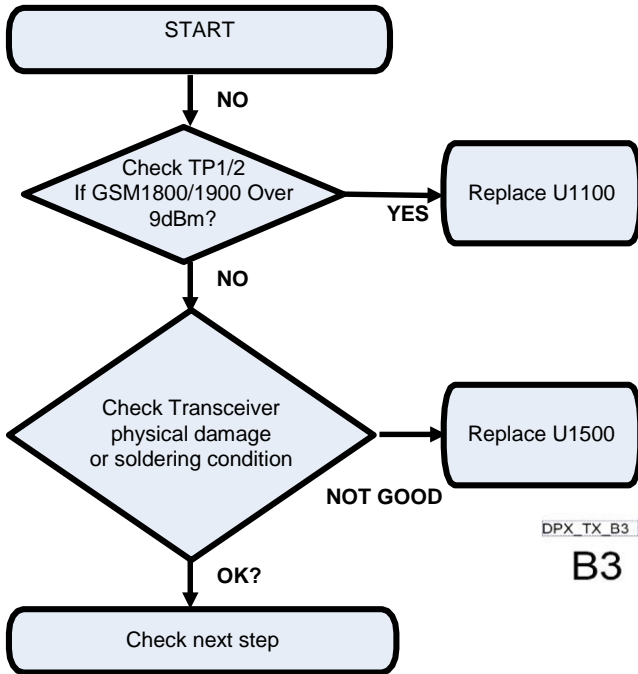 START
NO
Check TP1/2
If GSM1800/1900 Over
9dBm?
YES
Replace U1100
NO
Check Transceiver
physical damage
or soldering condition
NOT GOOD
Replace U1500
DPX_TX_B3
B3
OK?
Check next step